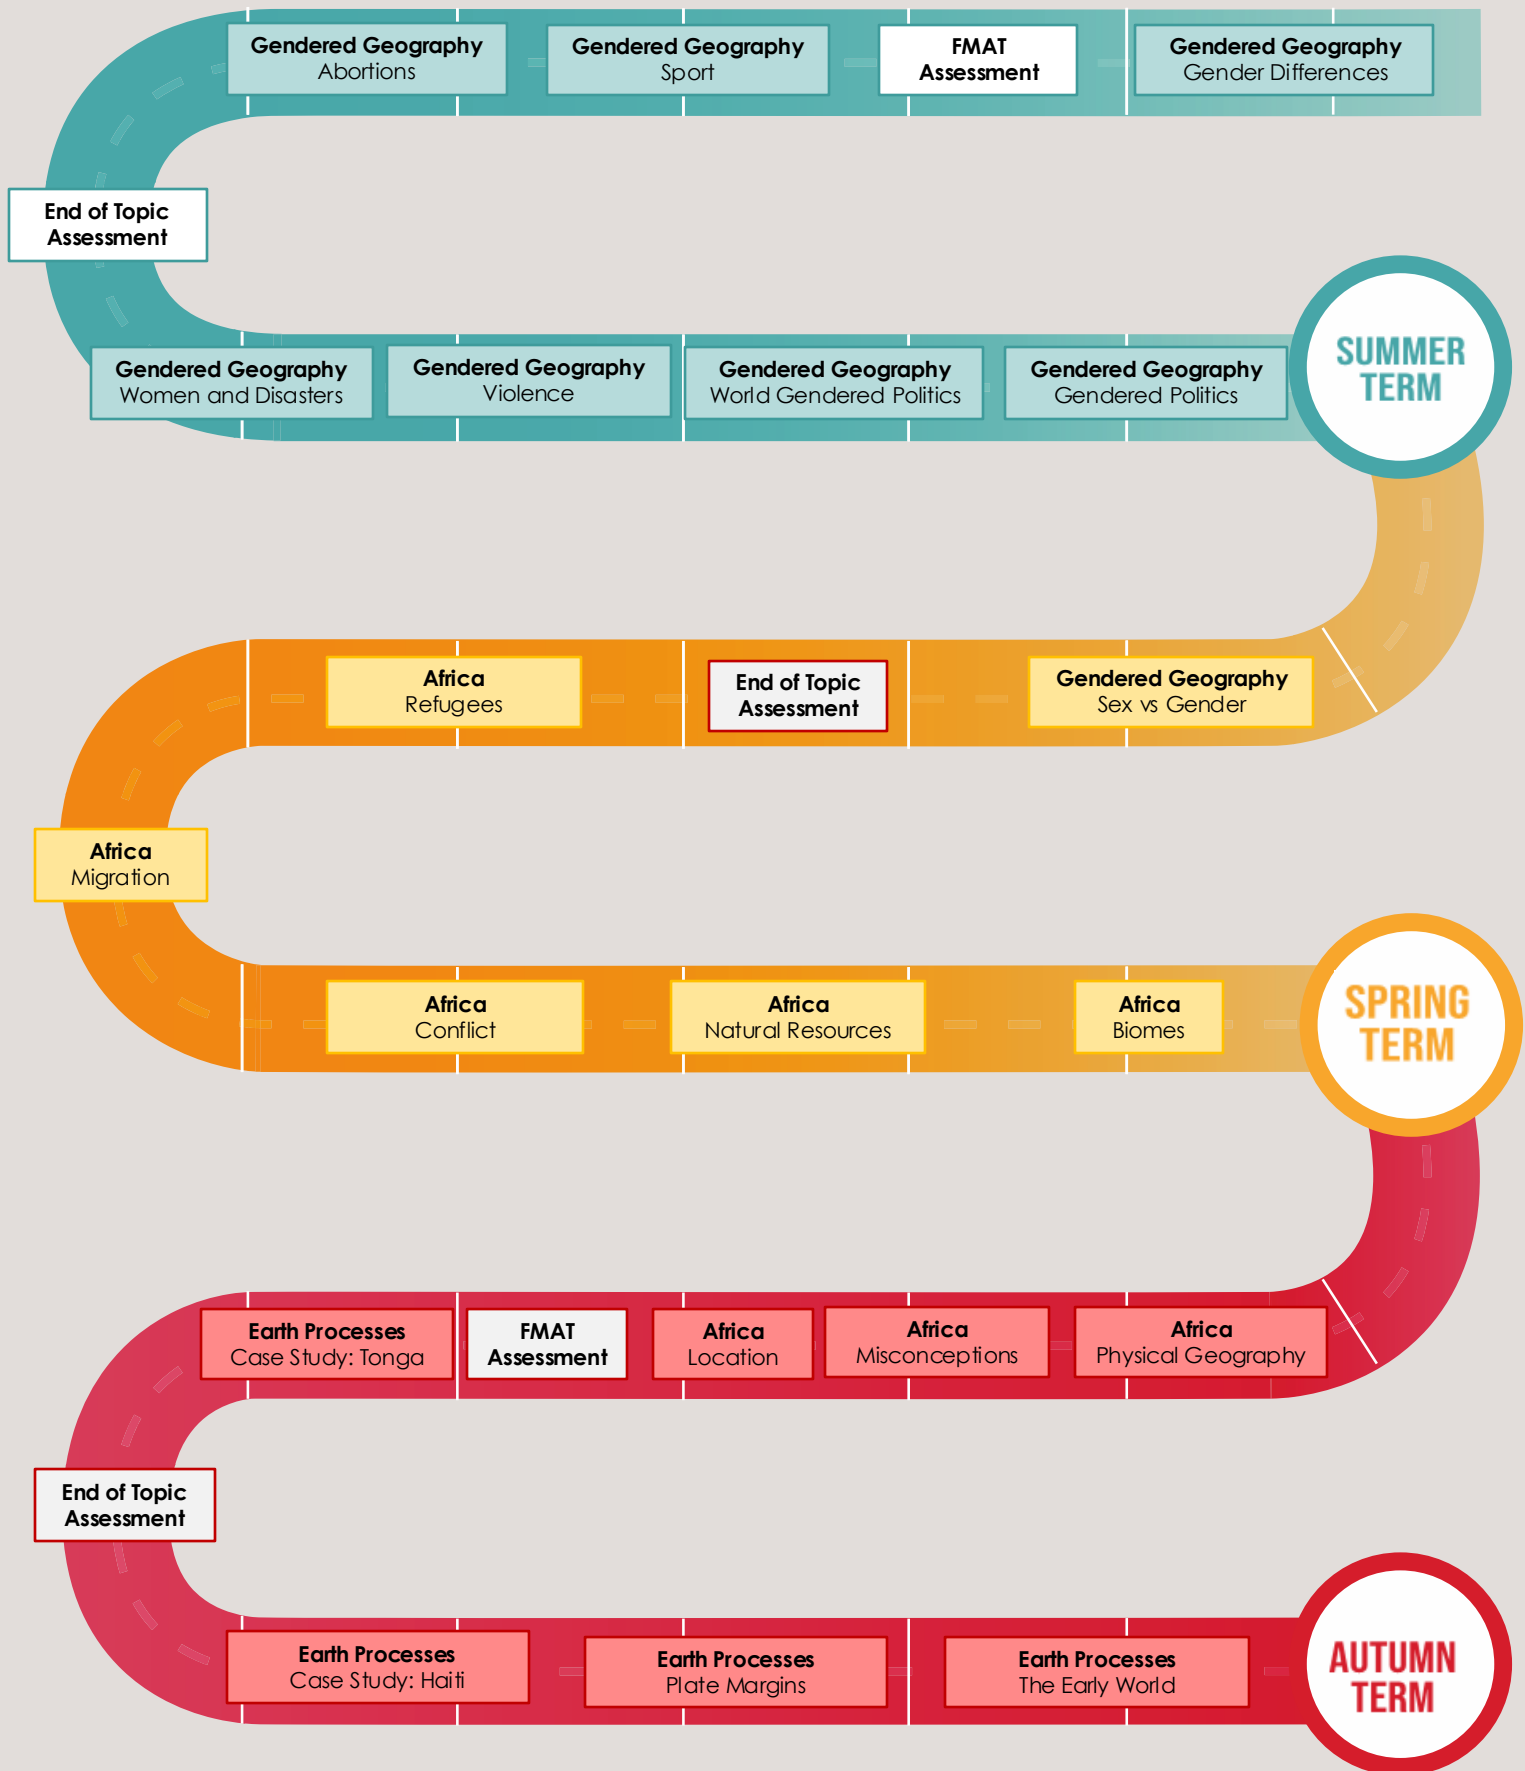 Gendered Geography
Abortions
Gendered Geography
Sport
FMAT
Assessment
Gendered Geography
Gender Differences
End of Topic
Assessment
Gendered Geography
Women and Disasters
Gendered Geography
Violence
Gendered Geography
World Gendered Politics
Gendered Geography
Gendered Politics
SUMMER
TERM
Africa
Refugees
End of Topic
Assessment
Gendered Geography
Sex vs Gender
Africa
Migration
Africa
Conflict
Africa
Natural Resources
Africa
Biomes
SPRING
TERM
Earth Processes
Case Study: Tonga
FMAT
Assessment
Africa
Location
Africa
Misconceptions
Africa
Physical Geography
End of Topic
Assessment
Earth Processes
Case Study: Haiti
Earth Processes
Plate Margins
Earth Processes
The Early World
AUTUMN
TERM